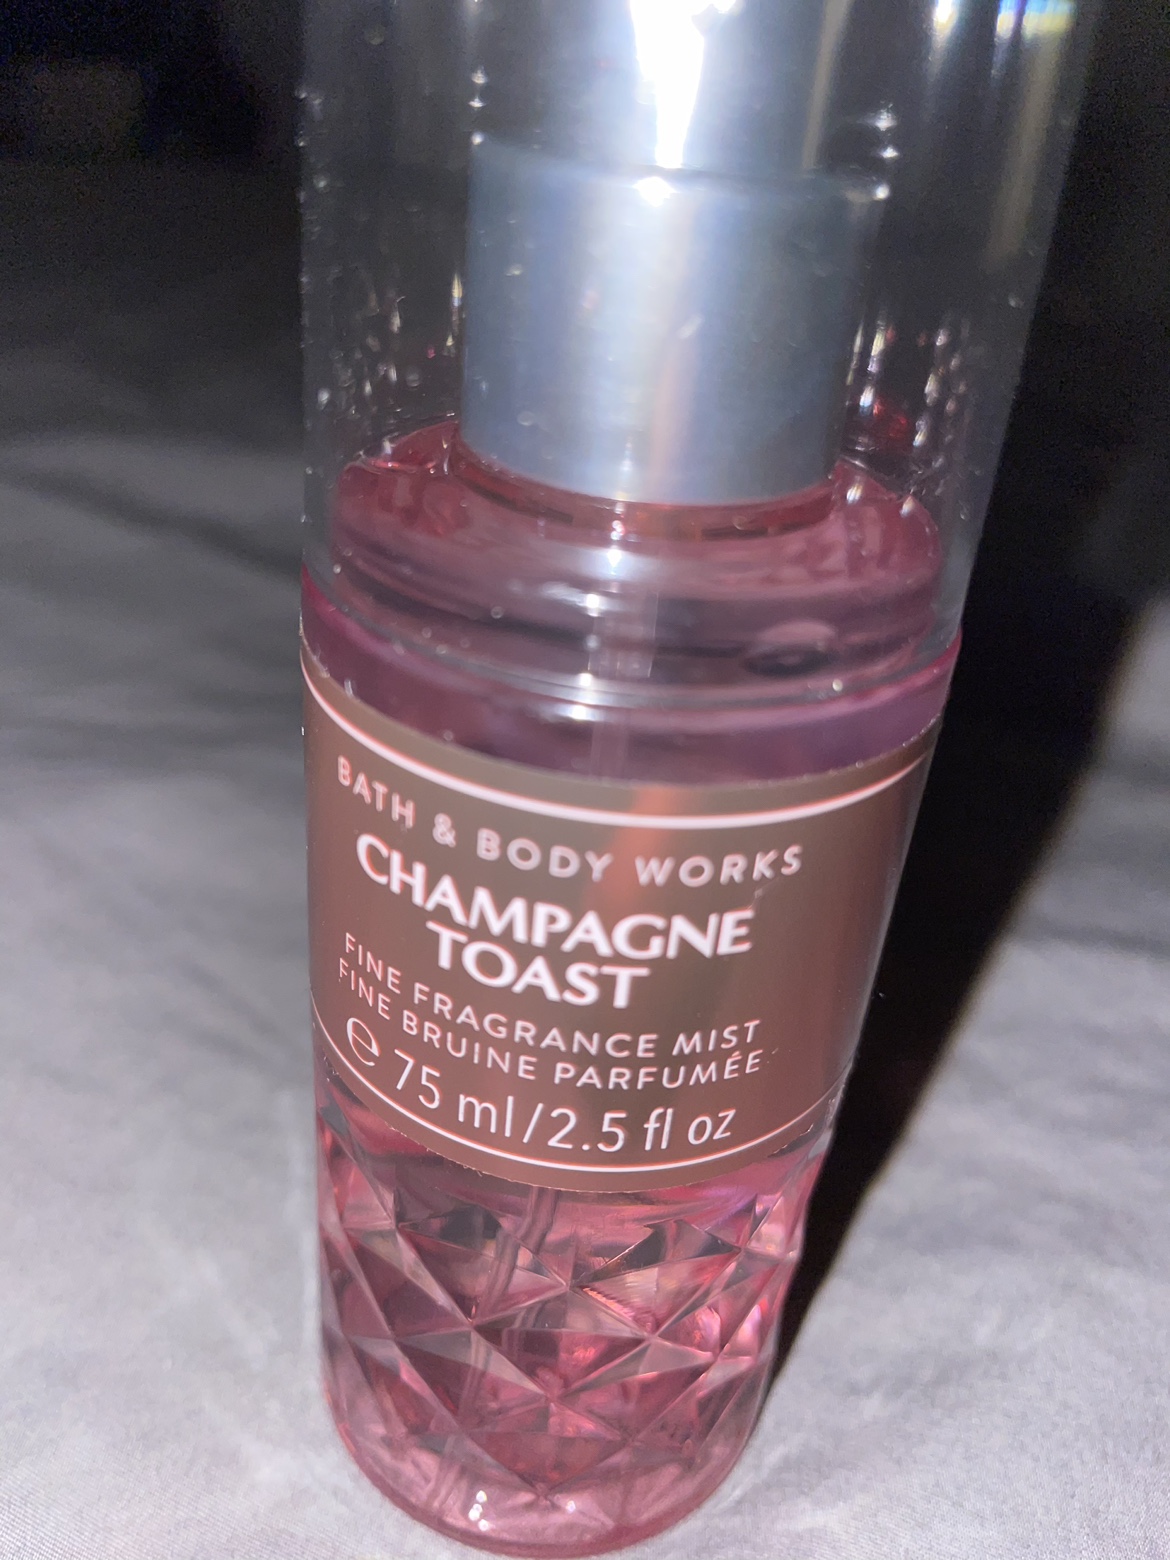 BATH & BODY WORKS
CHAMPAGNE
TOAST
FINE FRAGRANCE MIST
FINE BRUINE PARFUMÉE
℮ 75 ml/2.5 fl oz